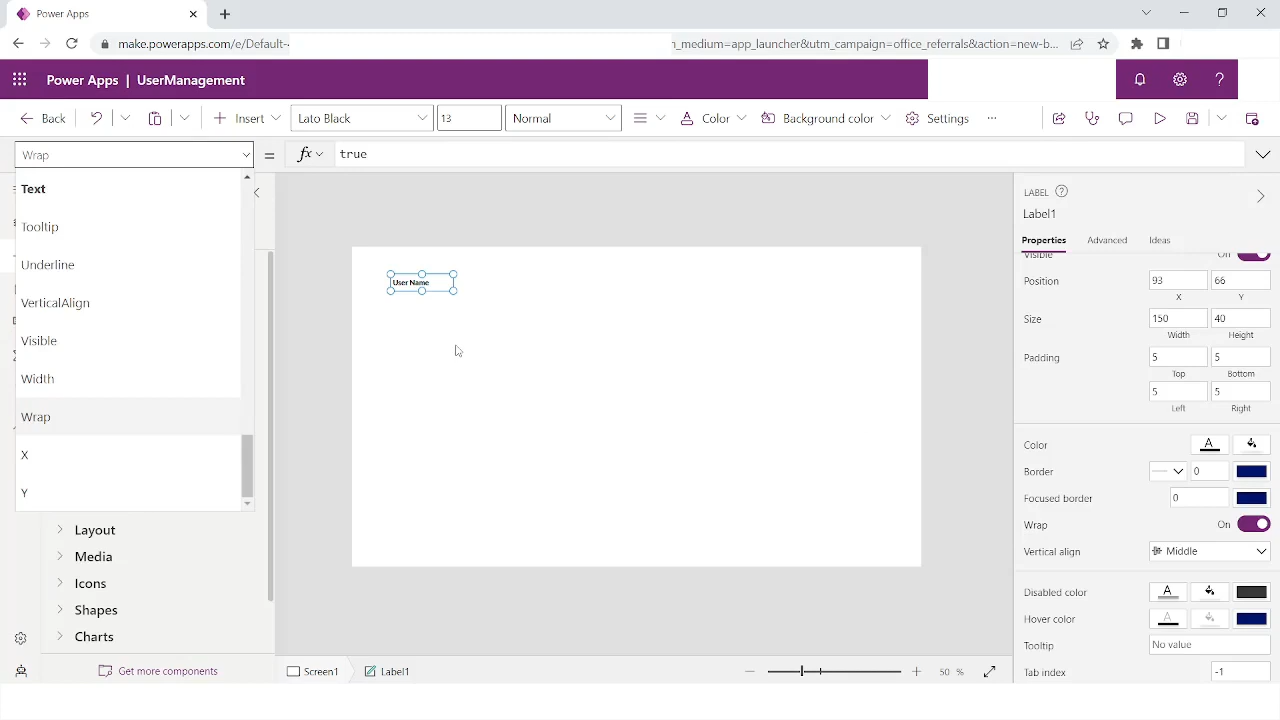 Power Apps
make.powerapps.com/e/Default-
n_medium=app_launcher&utm_campaign=office_referrals&action=new-b...
Power Apps | UserManagement
Back
Insert
Lato Black
13
Normal
Color
Background color
Settings
...
Wrap
=
fx
true
Text
Tooltip
Underline
VerticalAlign
Visible
Width
Wrap
X
Y
Layout
Media
Icons
Shapes
Charts
Get more components
User Name
Screen1
Label1
50 %
LABEL
Label1
Properties
Advanced
Ideas
Visible
On
Position
93
66
X
Y
Size
150
40
Width
Height
Padding
5
5
Top
Bottom
5
5
Left
Right
Color
Border
0
Focused border
0
Wrap
On
Vertical align
Middle
Disabled color
Hover color
Tooltip
No value
Tab index
-1